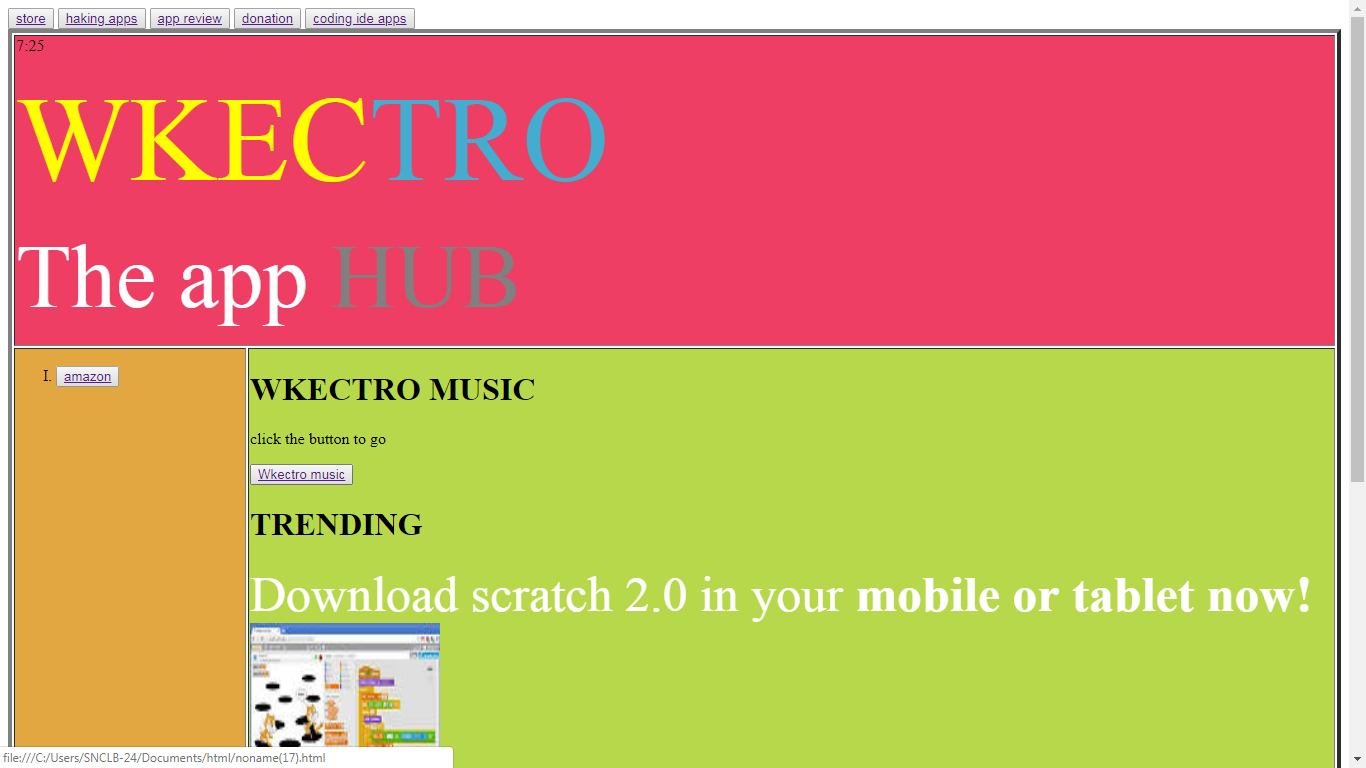 store haking apps app review donation coding ide apps
7:25
WKECTRO
The app HUB
I. amazon
WKECTRO MUSIC
click the button to go
Wkectro music
TRENDING
Download scratch 2.0 in your mobile or tablet now!
file:///C:/Users/SNCLB-24/Documents/html/noname(17).html